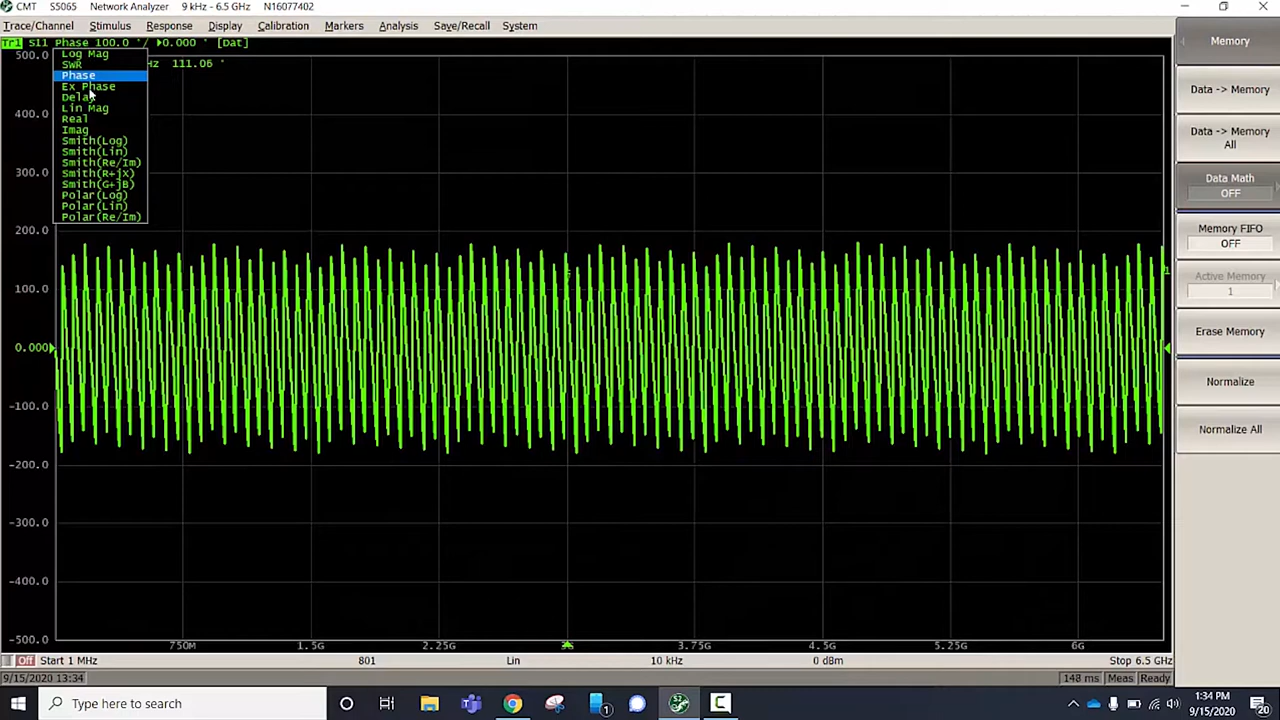 CMT S5065 Network Analyzer 9 kHz - 6.5 GHz N16077402
Trace/Channel Stimulus Response Display Calibration Markers Analysis Save/Recall System
Tr1 S11 Phase 100.0 °/ 0.000 ° [Dat]
500.0
400.0
300.0
200.0
100.0
0.000
-100.0
-200.0
-300.0
-400.0
-500.0
Hz 111.06 °
Log Mag
SWR
Phase
Ex Phase
Delay
Lin Mag
Real
Imag
Smith(Log)
Smith(Lin)
Smith(Re/Im)
Smith(R+jX)
Smith(G+jB)
Polar(Log)
Polar(Lin)
Polar(Re/Im)
1
750M 1.5G 2.25G 3G 3.75G 4.5G 5.25G 6G
Off Start 1 MHz 801 Lin 10 kHz 0 dBm Stop 6.5 GHz
9/15/2020 13:34 148 ms Meas Ready
Memory
Data -> Memory
Data -> Memory
All
Data Math
OFF
Memory FIFO
OFF
Active Memory
1
Erase Memory
Normalize
Normalize All
Type here to search
1
1:34 PM
9/15/2020
20